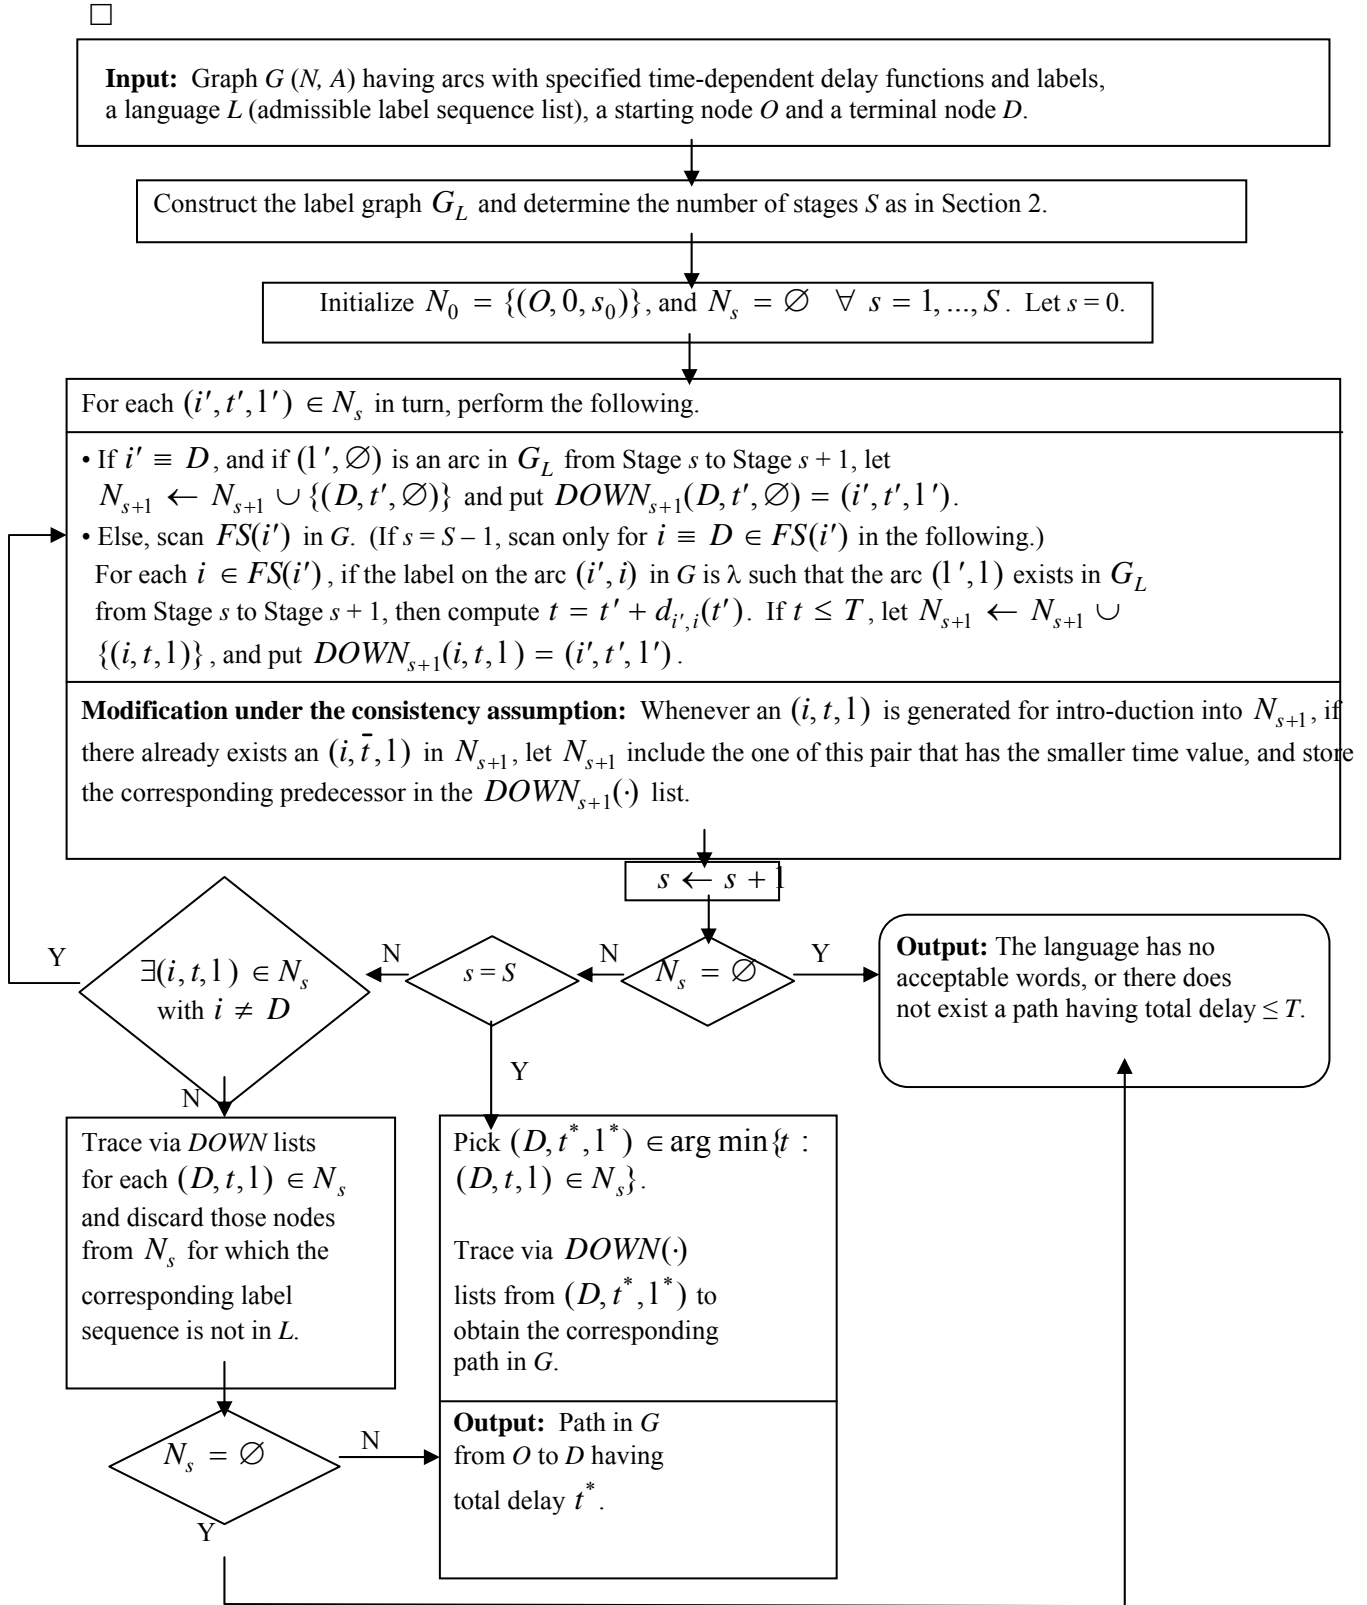 Input: Graph G (N, A) having arcs with specified time-dependent delay functions and labels,
a language L (admissible label sequence list), a starting node O and a terminal node D.
Construct the label graph G_L and determine the number of stages S as in Section 2.
Initialize N_0 = {(O, 0, s_0)}, and N_s = ∅ ∀ s = 1, ..., S. Let s = 0.
For each (i′, t′, l′) ∈ N_s in turn, perform the following.
• If i′ ≡ D, and if (l′, ∅) is an arc in G_L from Stage s to Stage s + 1, let
N_{s+1} ← N_{s+1} ∪ {(D, t′, ∅)} and put DOWN_{s+1}(D, t′, ∅) = (i′, t′, l′).
• Else, scan FS(i′) in G. (If s = S – 1, scan only for i ≡ D ∈ FS(i′) in the following.)
For each i ∈ FS(i′), if the label on the arc (i′, i) in G is λ such that the arc (l′, l) exists in G_L
from Stage s to Stage s + 1, then compute t = t′ + d_{i′,i}(t′). If t ≤ T, let N_{s+1} ← N_{s+1} ∪
{(i, t, l)}, and put DOWN_{s+1}(i, t, l) = (i′, t′, l′).
Modification under the consistency assumption: Whenever an (i, t, l) is generated for intro-duction into N_{s+1}, if
there already exists an (i, t̄, l) in N_{s+1}, let N_{s+1} include the one of this pair that has the smaller time value, and store
the corresponding predecessor in the DOWN_{s+1}(·) list.
s ← s + 1
Y
∃(i, t, l) ∈ N_s
with i ≠ D
N
s = S
N
N_s = ∅
Y
Output: The language has no
acceptable words, or there does
not exist a path having total delay ≤ T.
Y
N
Trace via DOWN lists
for each (D, t, l) ∈ N_s
and discard those nodes
from N_s for which the
corresponding label
sequence is not in L.
Pick (D, t*, l*) ∈ arg min{t :
(D, t, l) ∈ N_s}.
Trace via DOWN(·)
lists from (D, t*, l*) to
obtain the corresponding
path in G.
Output: Path in G
from O to D having
total delay t*.
N_s = ∅
N
Y